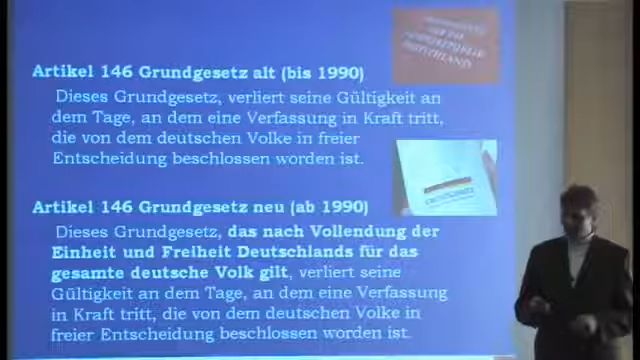 DEUTSCHLAND
Artikel 146 Grundgesetz alt (bis 1990)
Dieses Grundgesetz, verliert seine Gültigkeit an
dem Tage, an dem eine Verfassung in Kraft tritt,
die von dem deutschen Volke in freier
Entscheidung beschlossen worden ist.
Artikel 146 Grundgesetz neu (ab 1990)
Dieses Grundgesetz, das nach Vollendung der
Einheit und Freiheit Deutschlands für das
gesamte deutsche Volk gilt, verliert seine
Gültigkeit an dem Tage, an dem eine Verfassung
in Kraft tritt, die von dem deutschen Volke in
freier Entscheidung beschlossen worden ist.